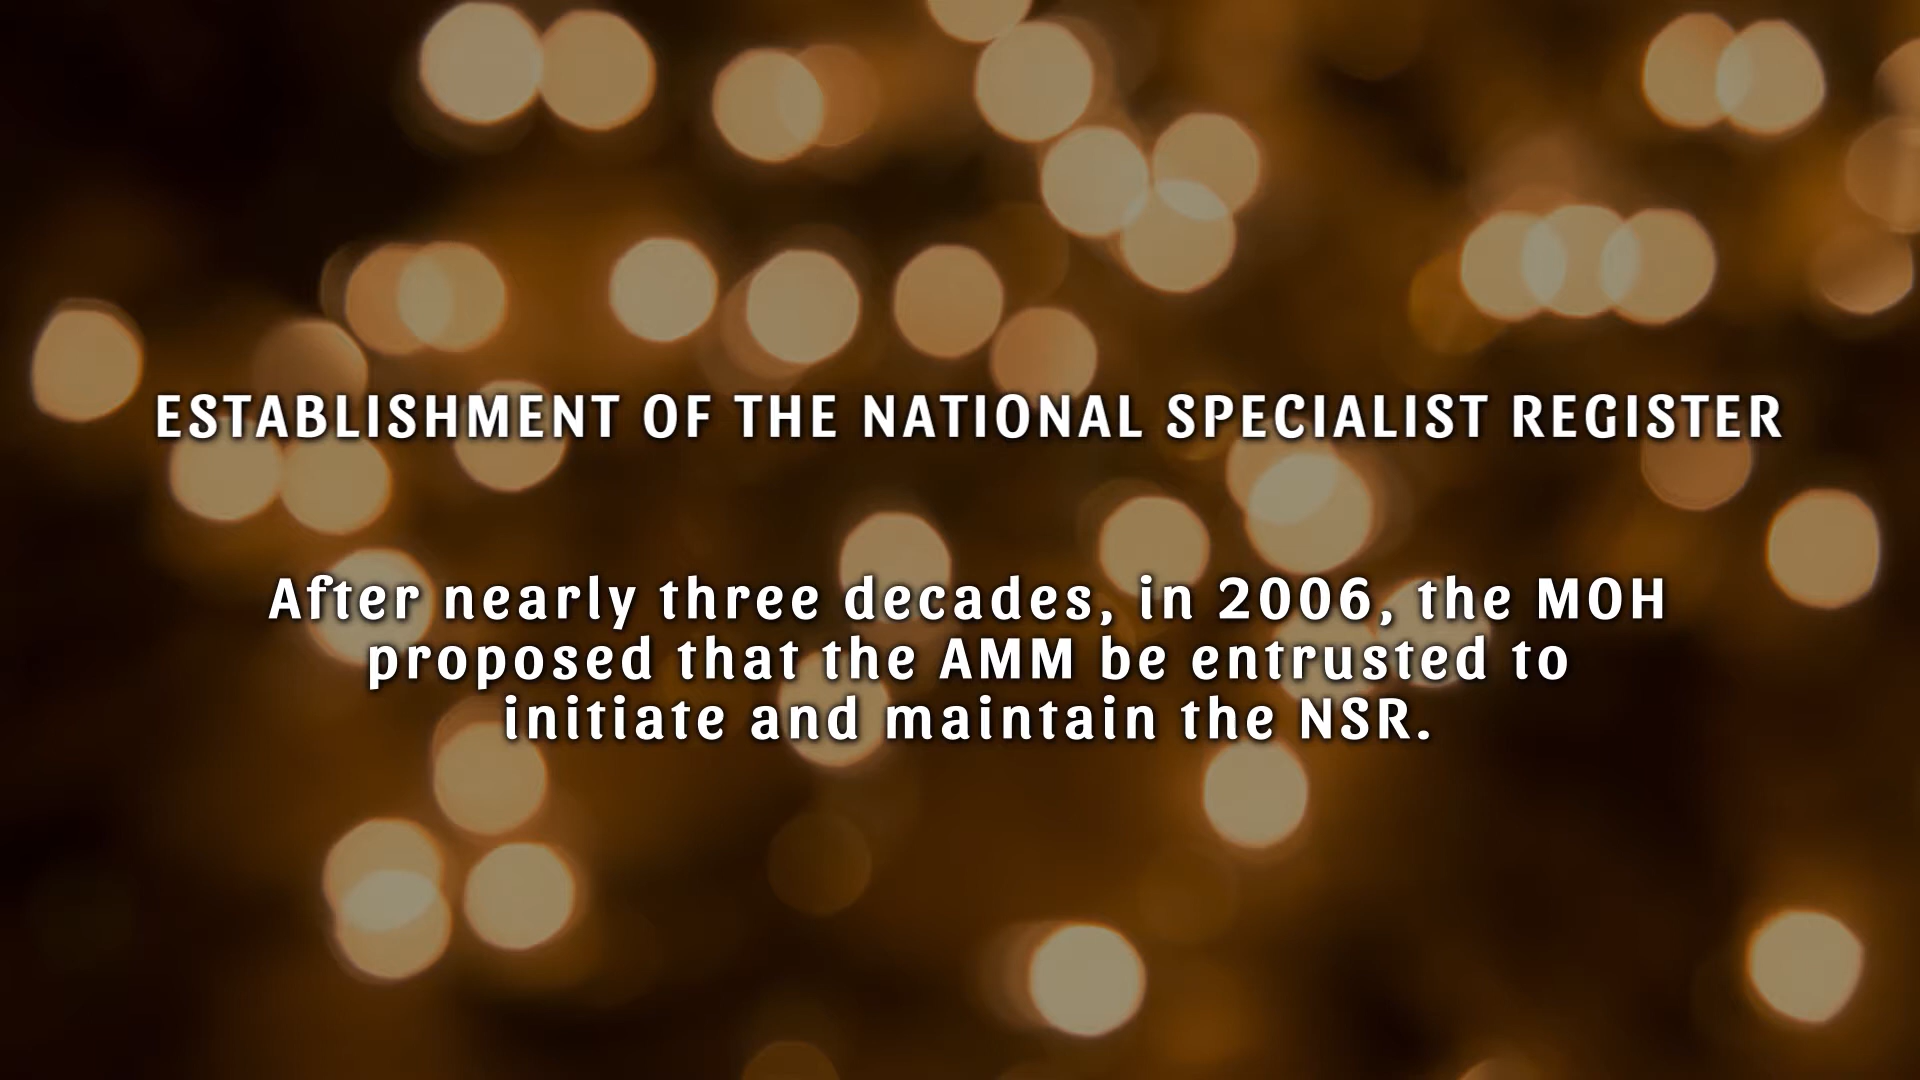 ESTABLISHMENT OF THE NATIONAL SPECIALIST REGISTER
After nearly three decades, in 2006, the MOH
proposed that the AMM be entrusted to
initiate and maintain the NSR.